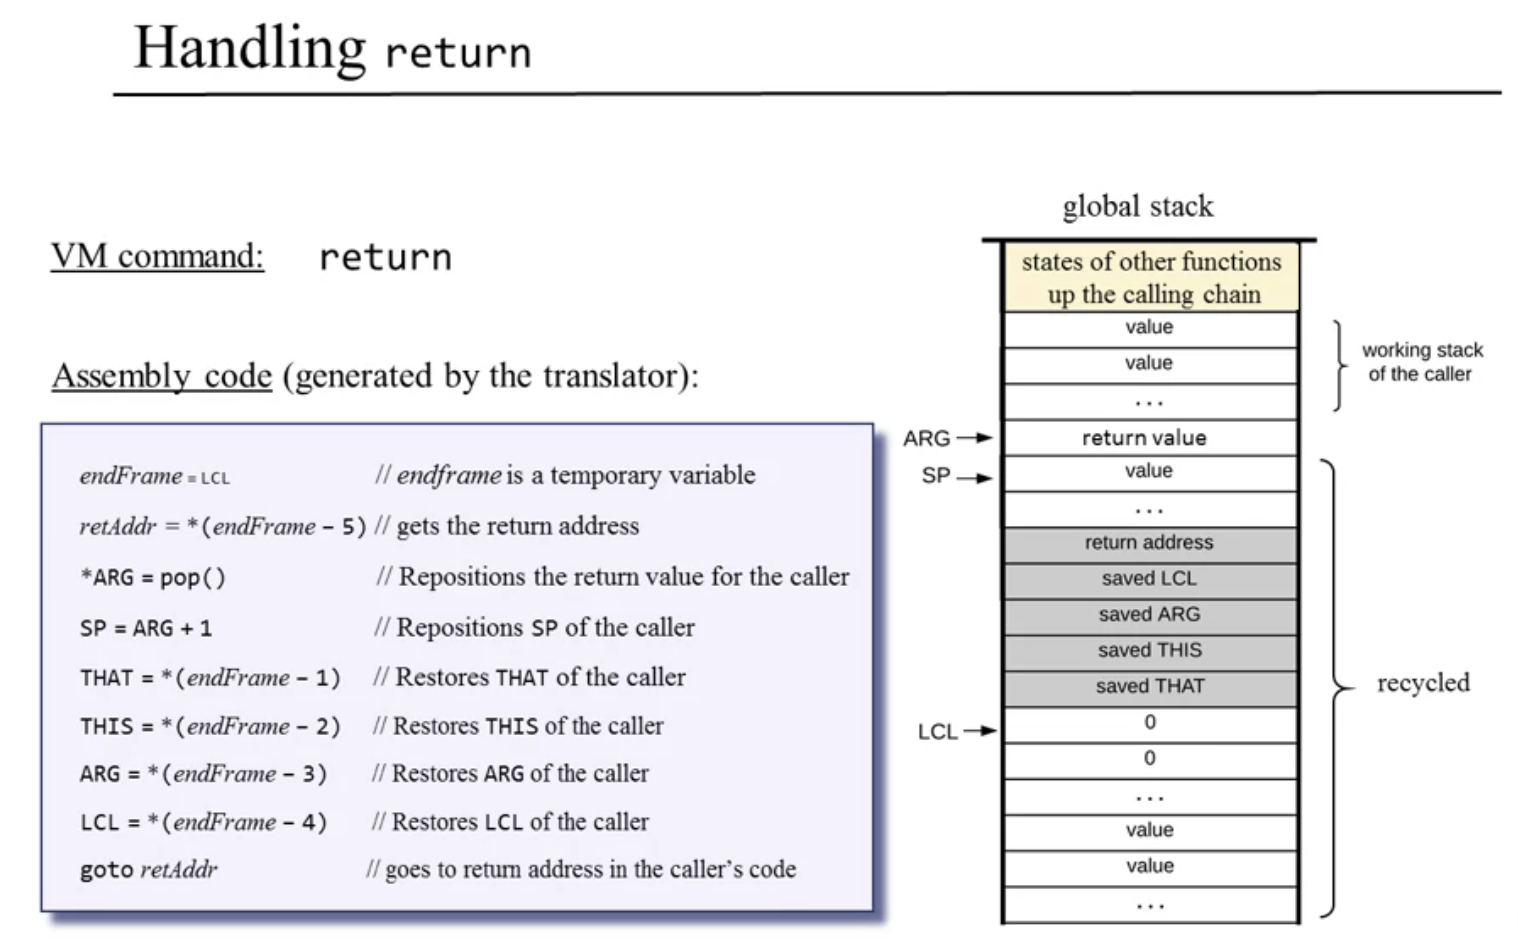 Handling return
VM command: return
Assembly code (generated by the translator):
endFrame = LCL // endframe is a temporary variable
retAddr = *(endFrame – 5) // gets the return address
*ARG = pop() // Repositions the return value for the caller
SP = ARG + 1 // Repositions SP of the caller
THAT = *(endFrame – 1) // Restores THAT of the caller
THIS = *(endFrame – 2) // Restores THIS of the caller
ARG = *(endFrame – 3) // Restores ARG of the caller
LCL = *(endFrame – 4) // Restores LCL of the caller
goto retAddr // goes to return address in the caller’s code
global stack
states of other functions
up the calling chain
value
value
...
working stack
of the caller
ARG return value
SP value
...
return address
saved LCL
saved ARG
saved THIS
saved THAT
LCL 0
0
...
value
value
...
recycled